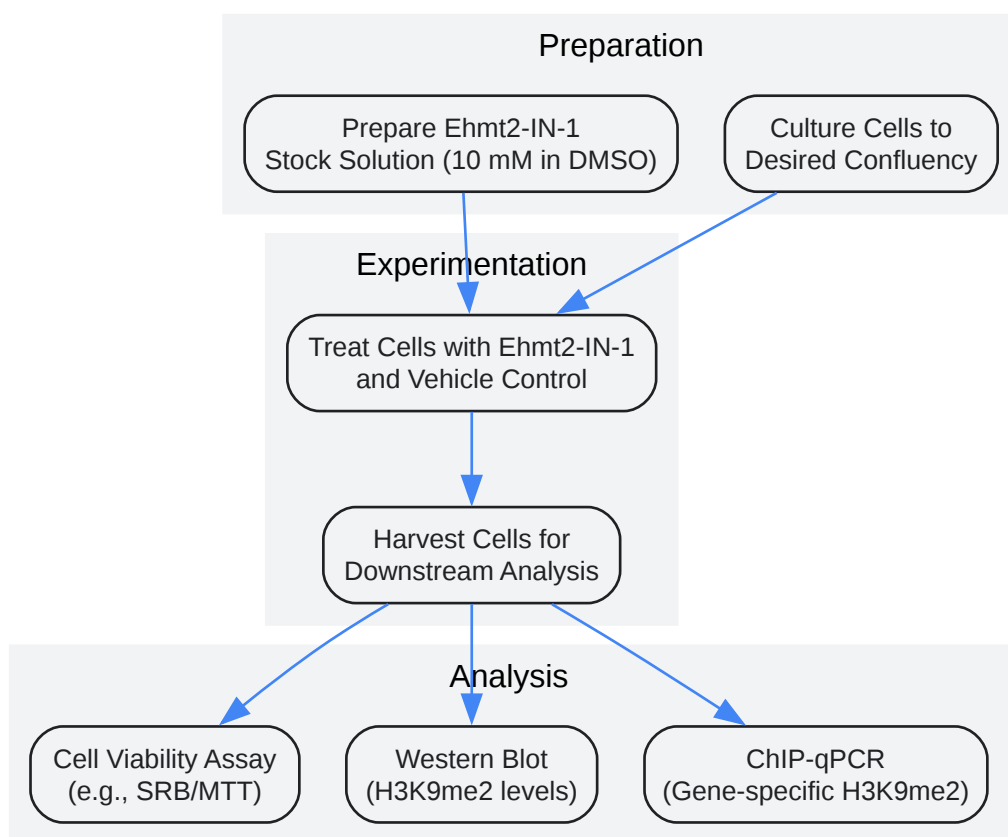 Preparation
Prepare Ehmt2-IN-1
Stock Solution (10 mM in DMSO)
Culture Cells to
Desired Confluency
Experimentation
Treat Cells with Ehmt2-IN-1
and Vehicle Control
Harvest Cells for
Downstream Analysis
Analysis
Cell Viability Assay
(e.g., SRB/MTT)
Western Blot
(H3K9me2 levels)
ChIP-qPCR
(Gene-specific H3K9me2)